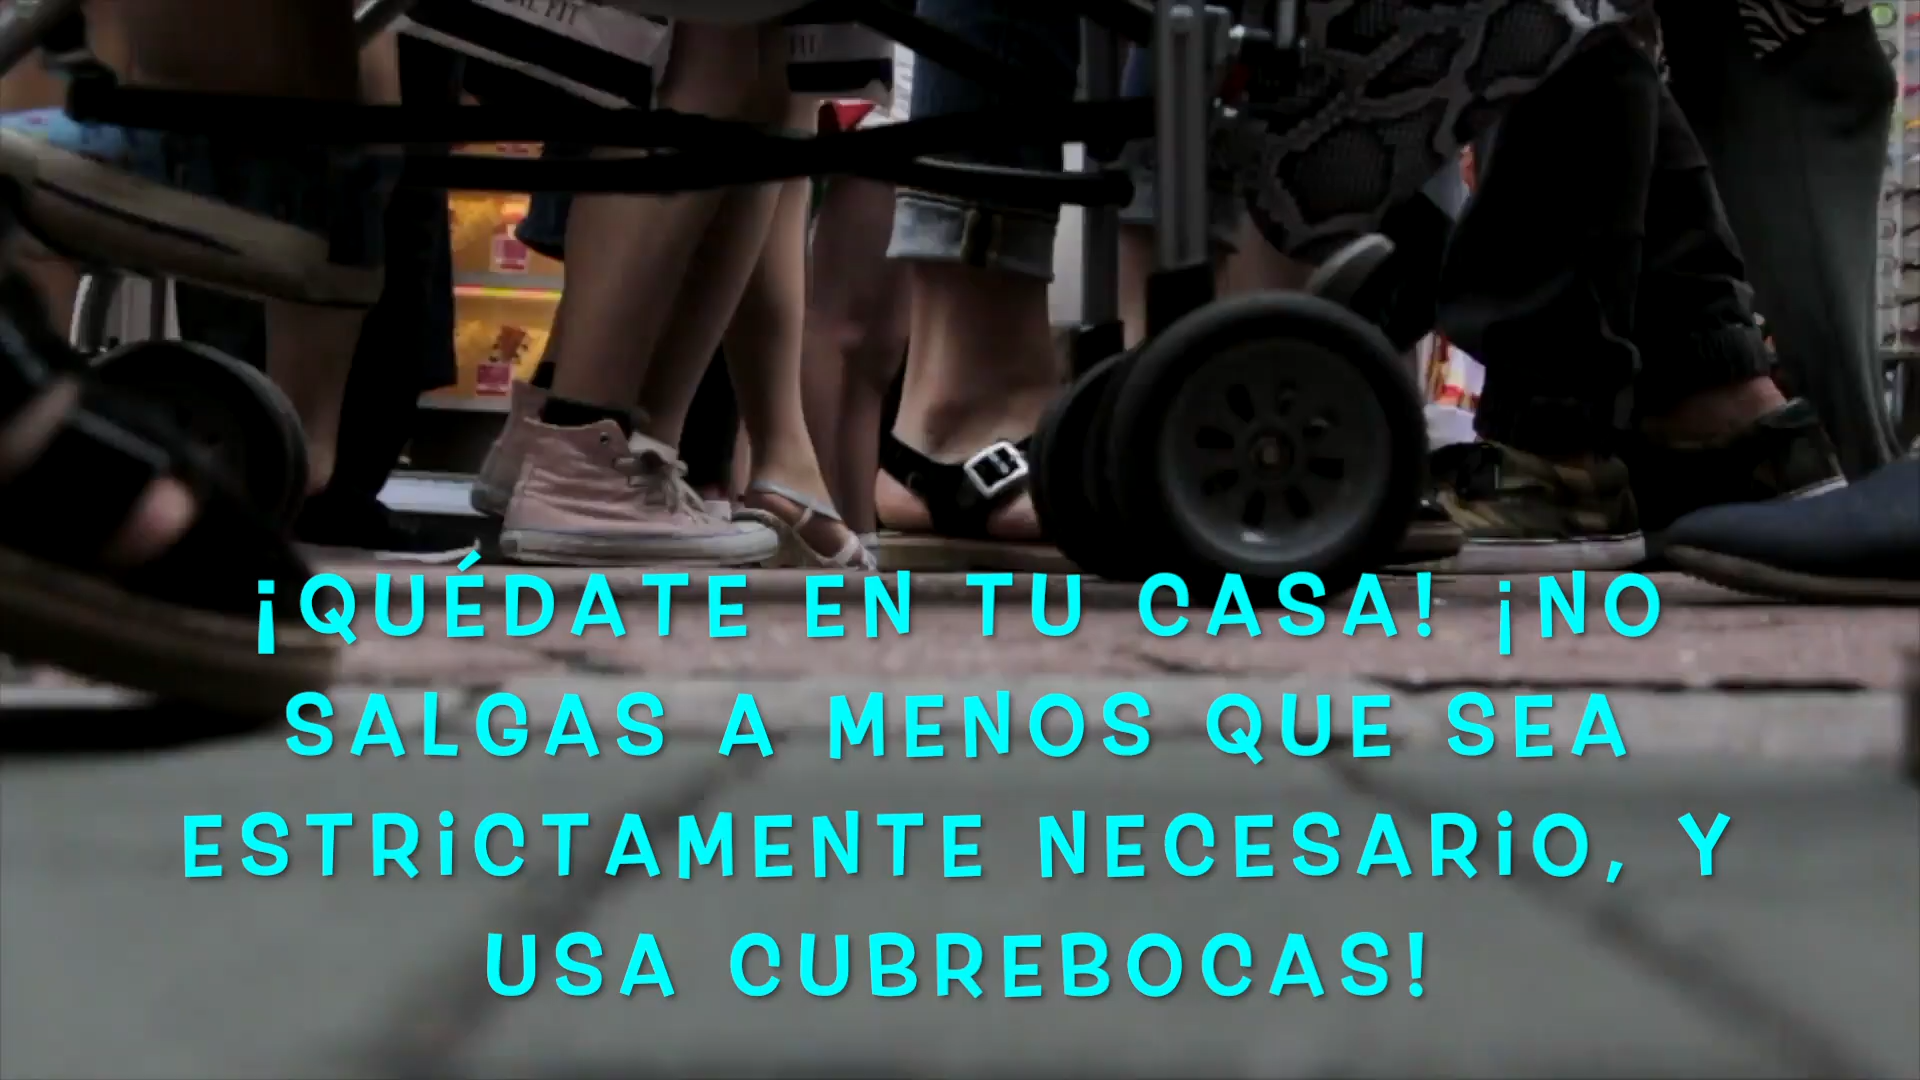 ¡QUÉDATE EN TU CASA! ¡NO
SALGAS A MENOS QUE SEA
ESTRiCTAMENTE NECESARiO, Y
USA CUBREBOCAS!